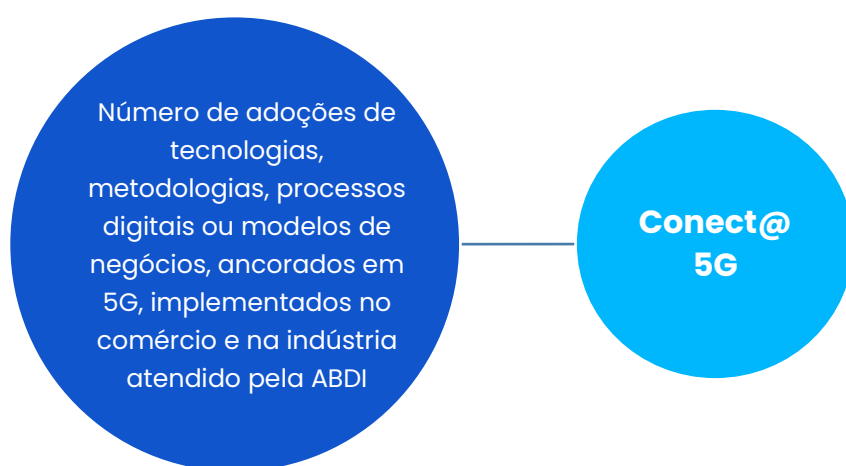 Número de adoções de
tecnologias,
metodologias, processos
digitais ou modelos de
negócios, ancorados em
5G, implementados no
comércio e na indústria
atendido pela ABDI
Conect@
5G